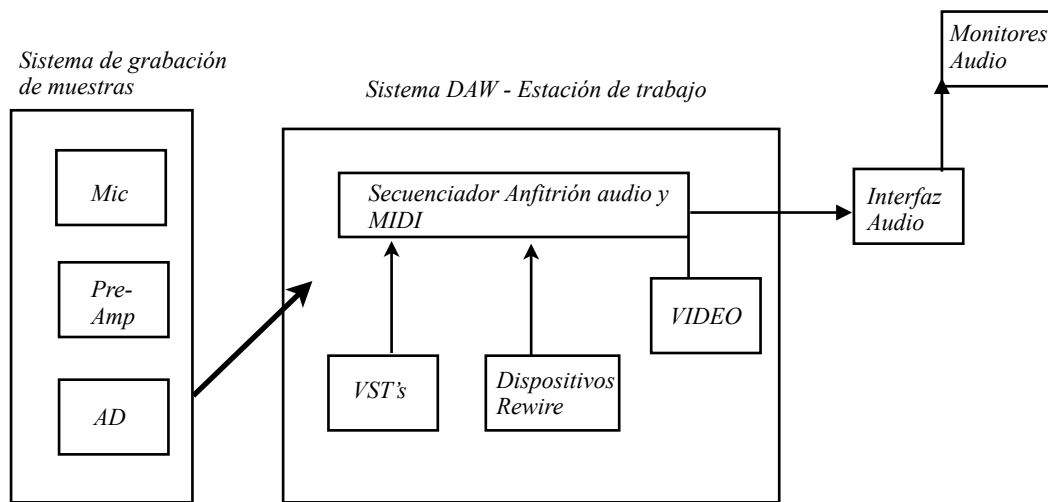 Sistema de grabación
de muestras
Mic
Pre-
Amp
AD
Sistema DAW - Estación de trabajo
Secuenciador Anfitrión audio y
MIDI
VIDEO
VST's
Dispositivos
Rewire
Interfaz
Audio
Monitores
Audio